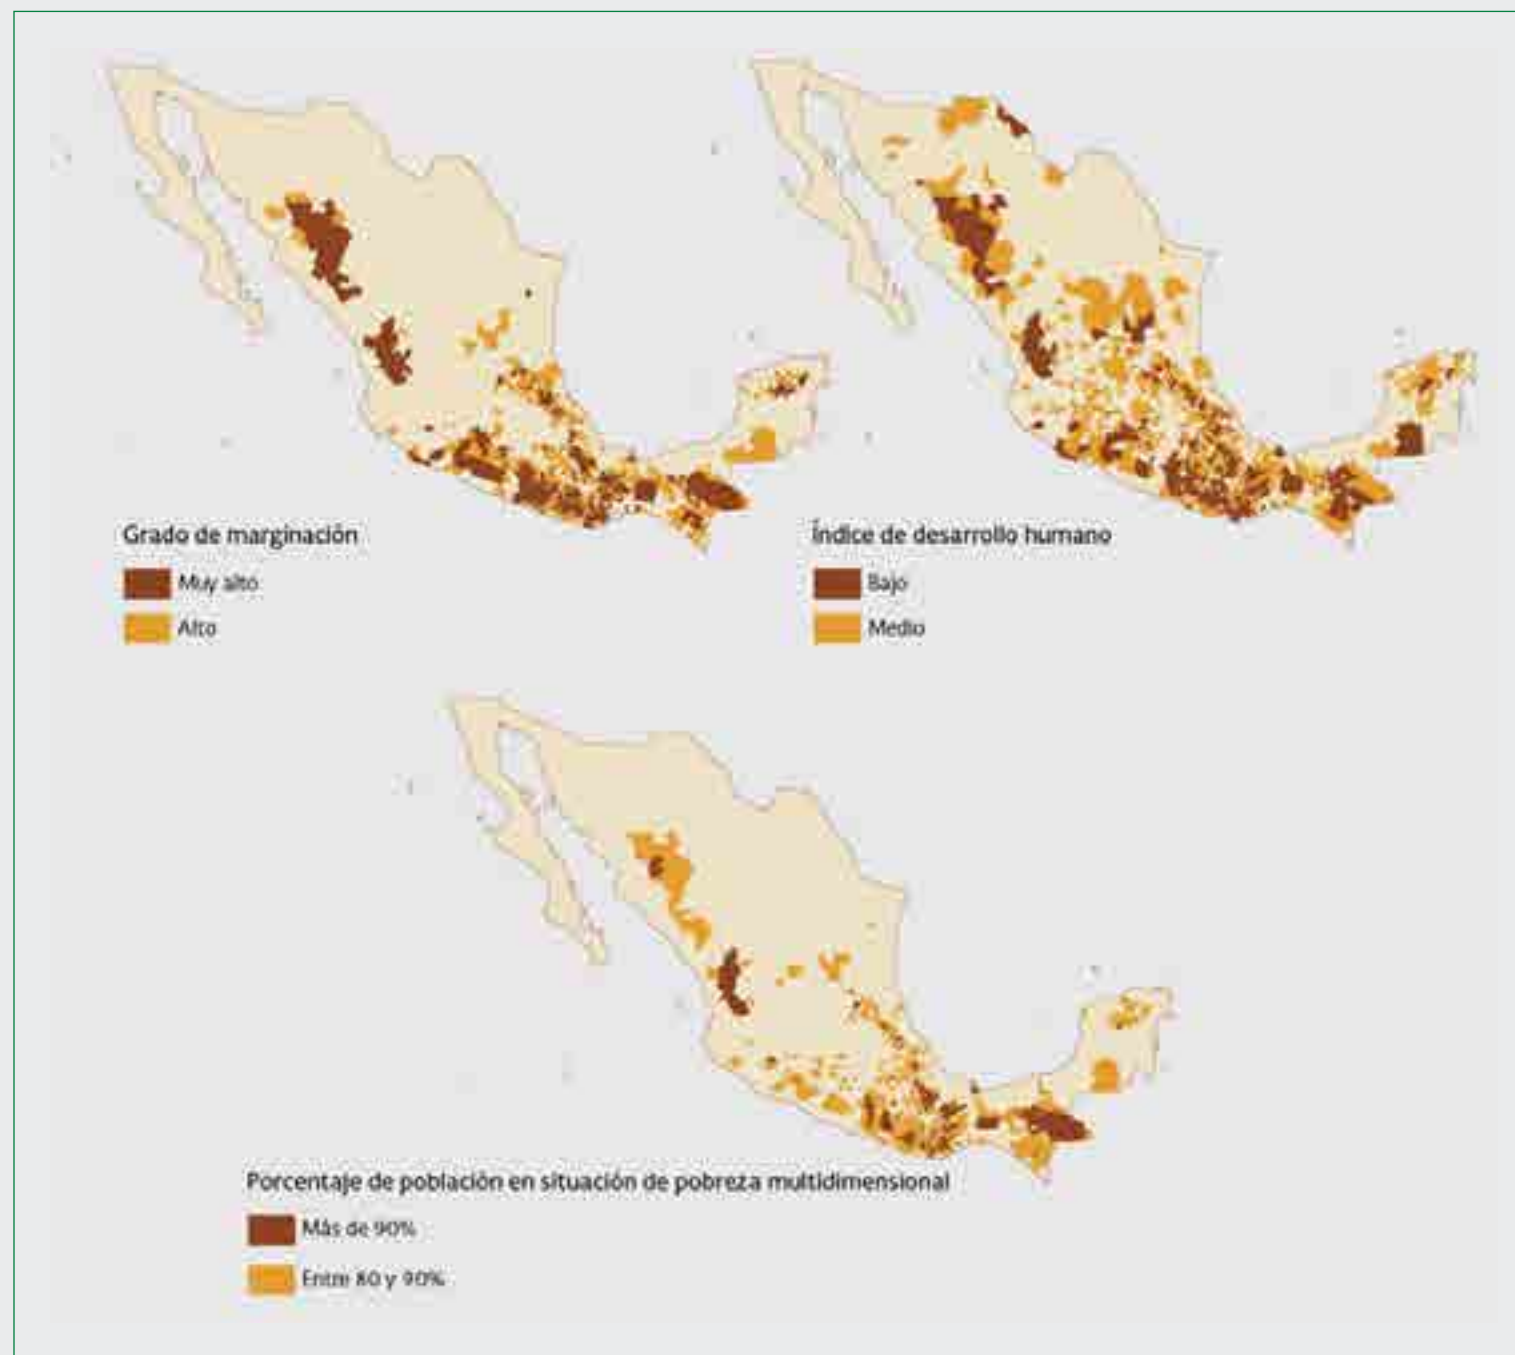 Grado de marginación
Muy alto
Alto
Índice de desarrollo humano
Bajo
Medio
Porcentaje de población en situación de pobreza multidimensional
Más de 90%
Entre 80 y 90%